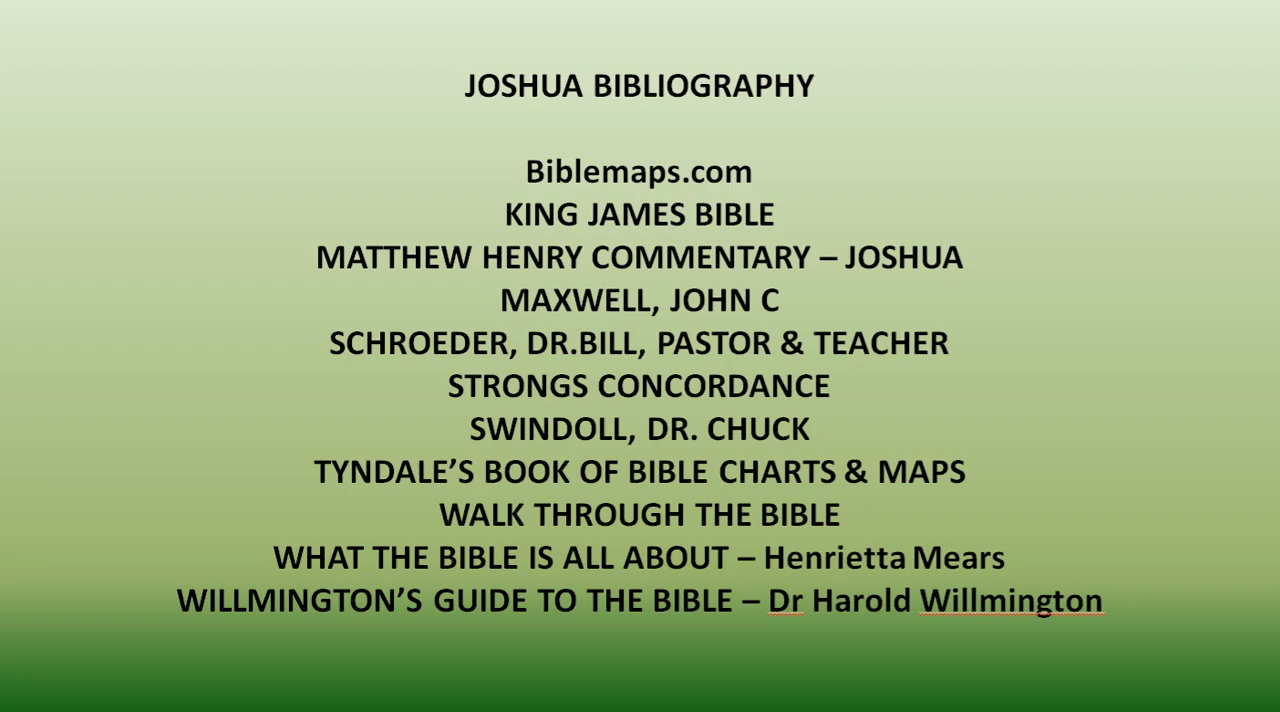 JOSHUA BIBLIOGRAPHY
Biblemaps.com
KING JAMES BIBLE
MATTHEW HENRY COMMENTARY – JOSHUA
MAXWELL, JOHN C
SCHROEDER, DR.BILL, PASTOR & TEACHER
STRONGS CONCORDANCE
SWINDOLL, DR. CHUCK
TYNDALE’S BOOK OF BIBLE CHARTS & MAPS
WALK THROUGH THE BIBLE
WHAT THE BIBLE IS ALL ABOUT – Henrietta Mears
WILLMINGTON’S GUIDE TO THE BIBLE – Dr Harold Willmington